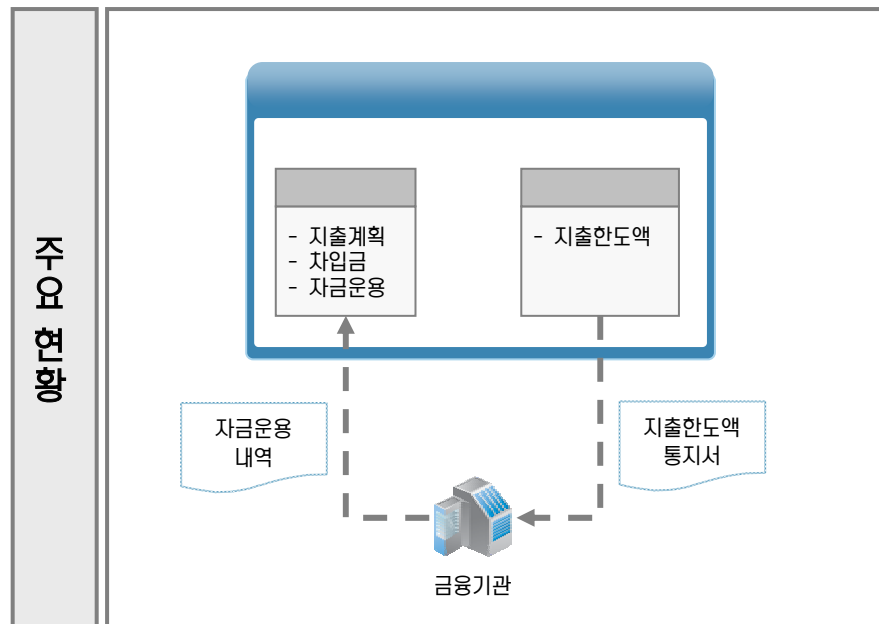 주요 현황
- 지출계획
- 차입금
- 자금운용
- 지출한도액
자금운용
내역
지출한도액
통지서
금융기관